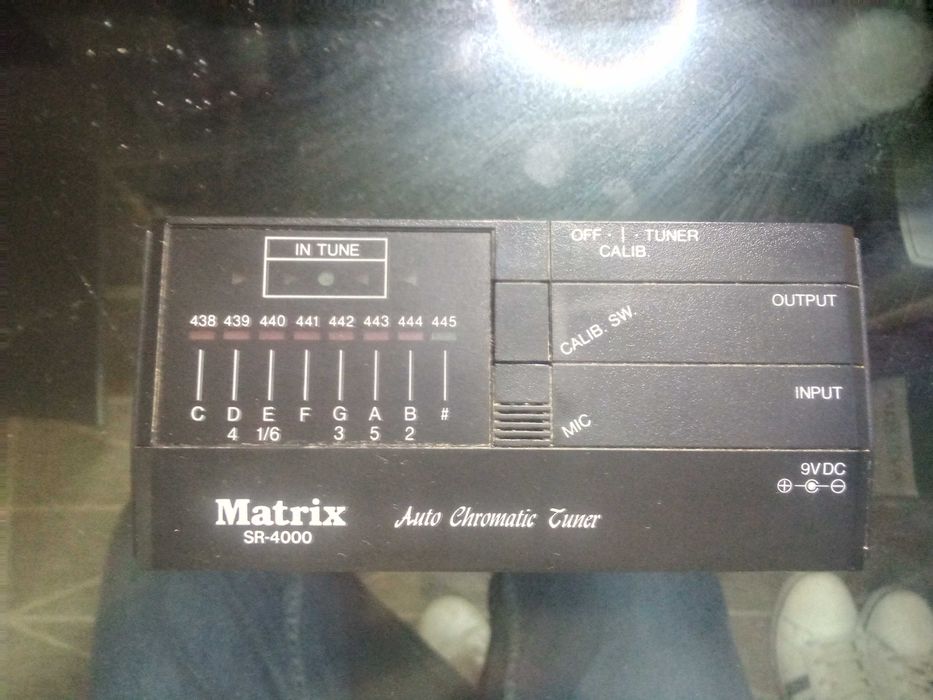 IN TUNE
438 439 440 441 442 443 444 445
C D E F G A B #
4 1/6 3 5 2
OFF · | · TUNER
CALIB.
CALIB. SW.
OUTPUT
MIC
INPUT
9V DC
⊕ ⊖
Matrix
SR-4000
Auto Chromatic Tuner